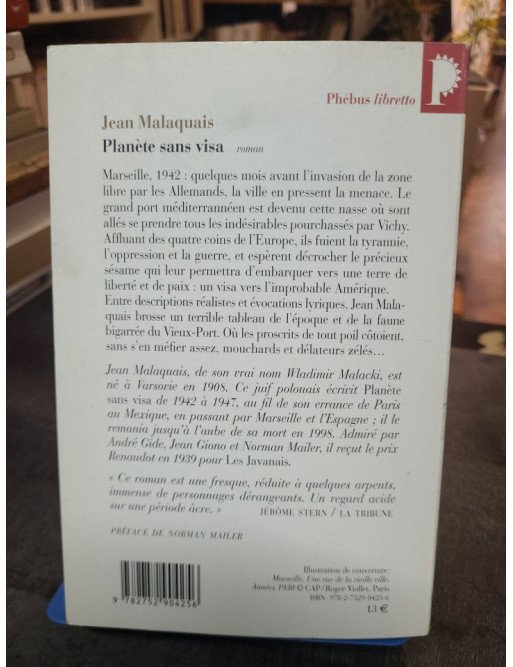 Phébus libretto
P
Jean Malaquais
Planète sans visa roman
Marseille, 1942 : quelques mois avant l'invasion de la zone
libre par les Allemands, la ville en pressent la menace. Le
grand port méditerrannéen est devenu cette nasse où sont
allés se prendre tous les indésirables pourchassés par Vichy.
Affluant des quatre coins de l'Europe, ils fuient la tyrannie,
l'oppression et la guerre, et espèrent décrocher le précieux
sésame qui leur permettra d'embarquer vers une terre de
liberté et de paix : un visa vers l'improbable Amérique.
Entre descriptions réalistes et évocations lyriques, Jean Mala-
quais brosse un terrible tableau de l'époque et de la faune
bigarrée du Vieux-Port. Où les proscrits de tout poil côtoient,
sans s'en méfier assez, mouchards et délateurs zélés...
Jean Malaquais, de son vrai nom Wladimir Malacki, est
né à Varsovie en 1908. Ce juif polonais écrivit Planète
sans visa de 1942 à 1947, au fil de son errance de Paris
au Mexique, en passant par Marseille et l'Espagne ; il le
remania jusqu'à l'aube de sa mort en 1998. Admiré par
André Gide, Jean Giono et Norman Mailer, il reçut le prix
Renaudot en 1939 pour Les Javanais.
« Ce roman est une fresque, réduite à quelques arpents,
immense de personnages dérangeants. Un regard acide
sur une période âcre. » JÉRÔME STERN / LA TRIBUNE
PRÉFACE DE NORMAN MAILER
Illustration de couverture :
Marseille. Une rue de la vieille ville.
Années 1930 © CAP/Roger-Viollet, Paris
ISBN : 978-2-7529-0425-6
13 €
9 782752 904256